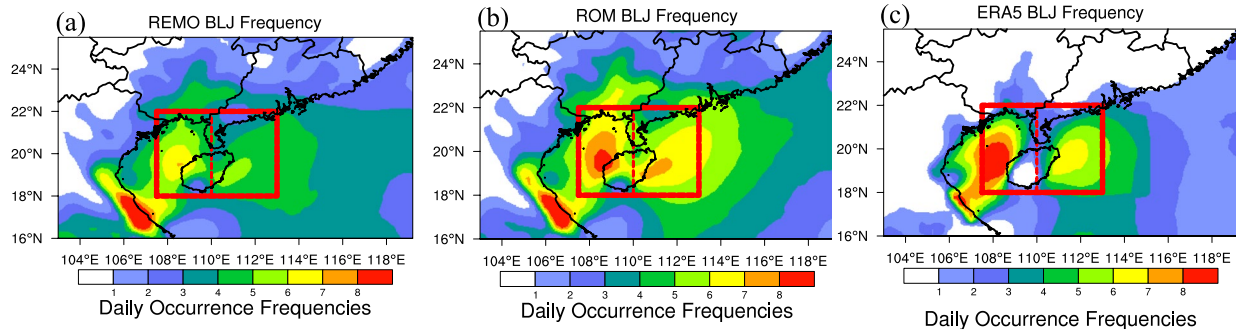 (a)
REMO BLJ Frequency
24°N
22°N
20°N
18°N
16°N
104°E 106°E 108°E 110°E 112°E 114°E 116°E 118°E
1 2 3 4 5 6 7 8
Daily Occurrence Frequencies
(b)
ROM BLJ Frequency
24°N
22°N
20°N
18°N
16°N
104°E 106°E 108°E 110°E 112°E 114°E 116°E 118°E
1 2 3 4 5 6 7 8
Daily Occurrence Frequencies
(c)
ERA5 BLJ Frequency
24°N
22°N
20°N
18°N
16°N
104°E 106°E 108°E 110°E 112°E 114°E 116°E 118°E
1 2 3 4 5 6 7 8
Daily Occurrence Frequencies